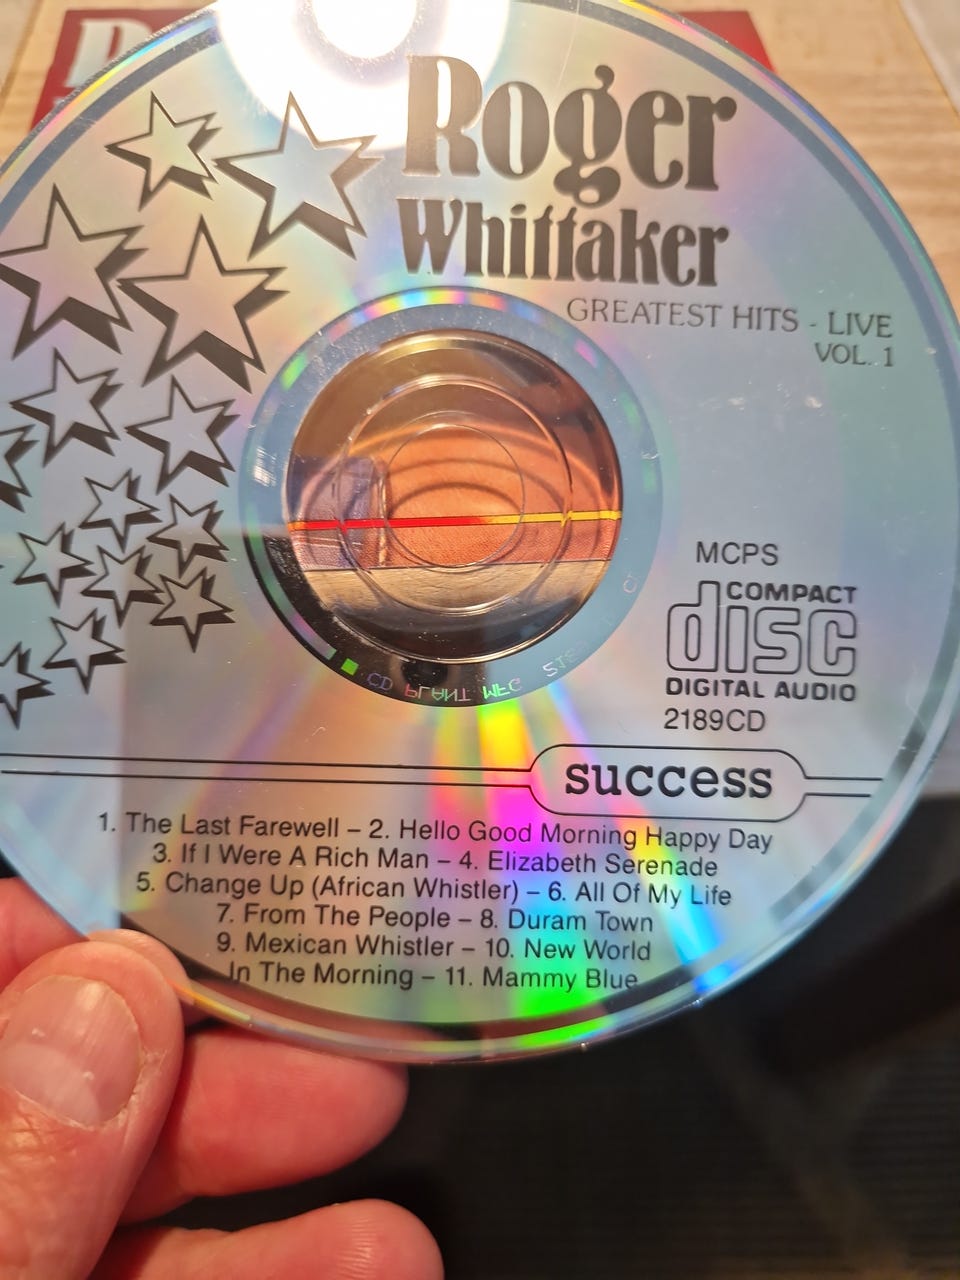 Roger
Whittaker
GREATEST HITS - LIVE
VOL. 1
MCPS
COMPACT
disc
DIGITAL AUDIO
2189CD
CD PLANT MFG
success
1. The Last Farewell – 2. Hello Good Morning Happy Day
3. If I Were A Rich Man – 4. Elizabeth Serenade
5. Change Up (African Whistler) – 6. All Of My Life
7. From The People – 8. Duram Town
9. Mexican Whistler – 10. New World
In The Morning – 11. Mammy Blue